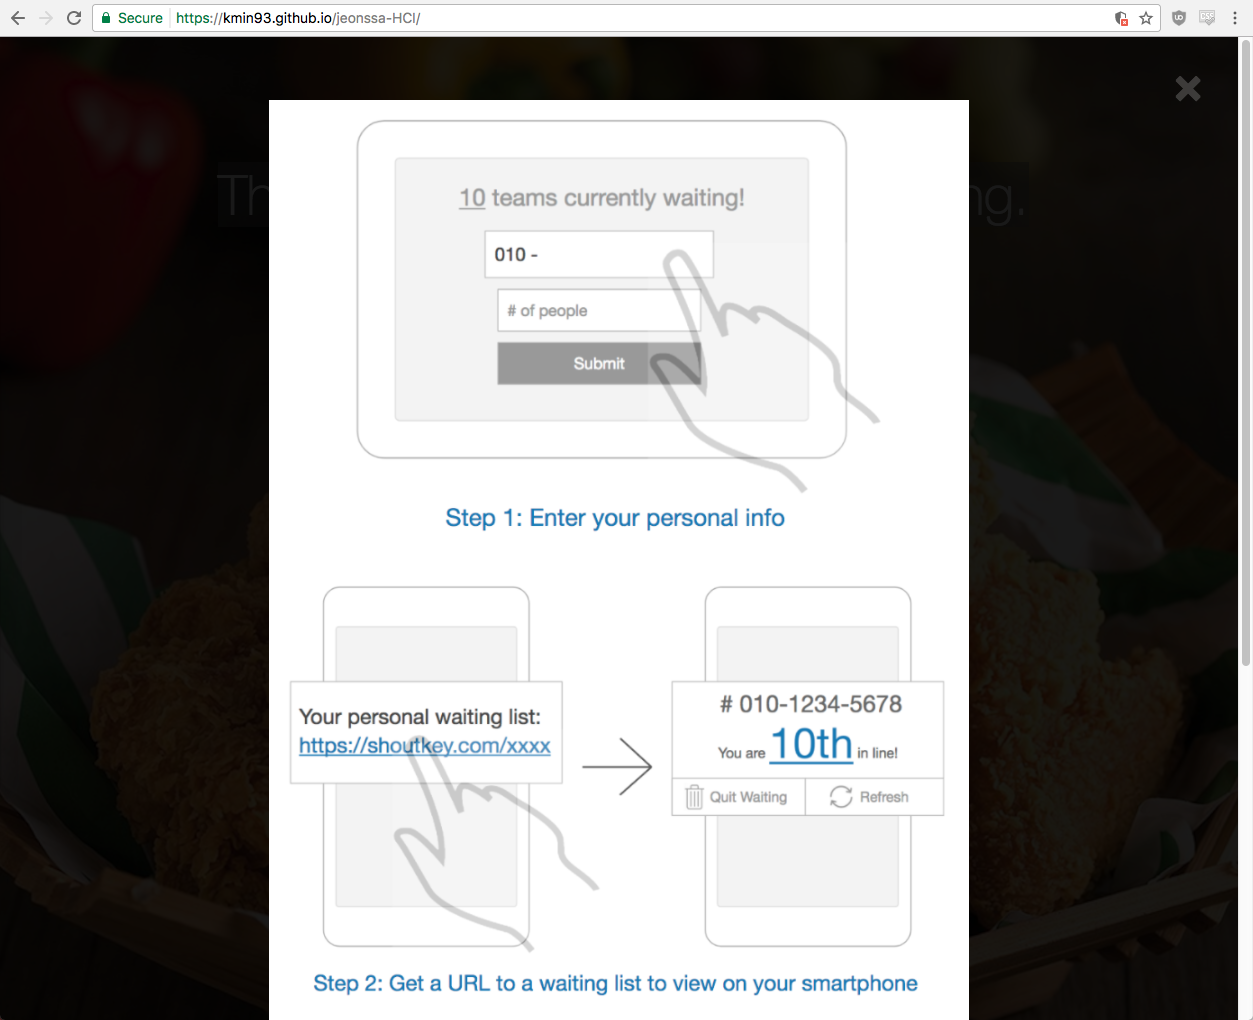 Secure https://kmin93.github.io/jeonssa-HCI/
Th
ng.
10 teams currently waiting!
010 -
# of people
Submit
Step 1: Enter your personal info
Your personal waiting list:
https://shoutkey.com/xxxx
# 010-1234-5678
You are 10th in line!
Quit Waiting
Refresh
Step 2: Get a URL to a waiting list to view on your smartphone